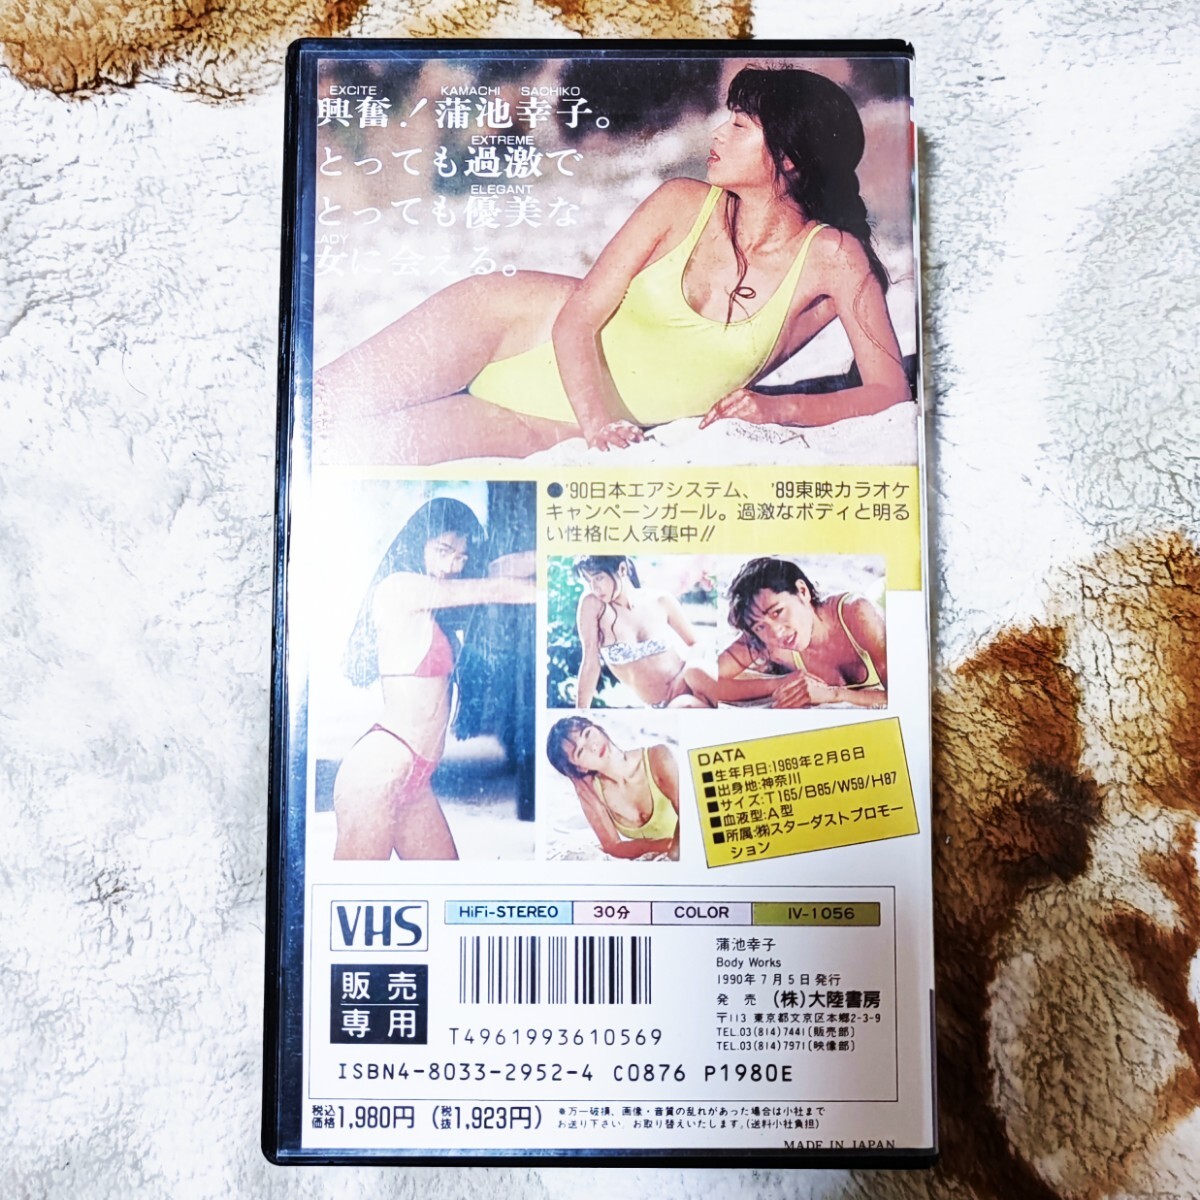 EXCITE KAMACHI SACHIKO
興奮!蒲池幸子。
EXTREME
とっても過激で
ELEGANT
とっても優美な
LADY
女に会える。
●'90日本エアシステム、'89東映カラオケ
キャンペーンガール。過激なボディと明る
い性格に人気集中!!
DATA
■生年月日:1969年2月6日
■出身地:神奈川
■サイズ:T165/B85/W59/H87
■血液型:A型
■所属:㈱スターダストプロモー
ション
VHS
HiFi-STEREO 30分 COLOR IV-1056
販売
専用
T4961993610569
蒲池幸子
Body Works
1990年7月5日発行
発売 (株)大陸書房
〒113 東京都文京区本郷2-3-9
TEL.03(814)7441[販売部]
TEL.03(814)7971[映像部]
ISBN4-8033-2952-4 C0876 P1980E
税込価格1,980円 (税抜1,923円)
※万一破損、画像・音質の乱れがあった場合は小社まで
お送り下さい。お取り替えいたします。(送料小社負担)
MADE IN JAPAN